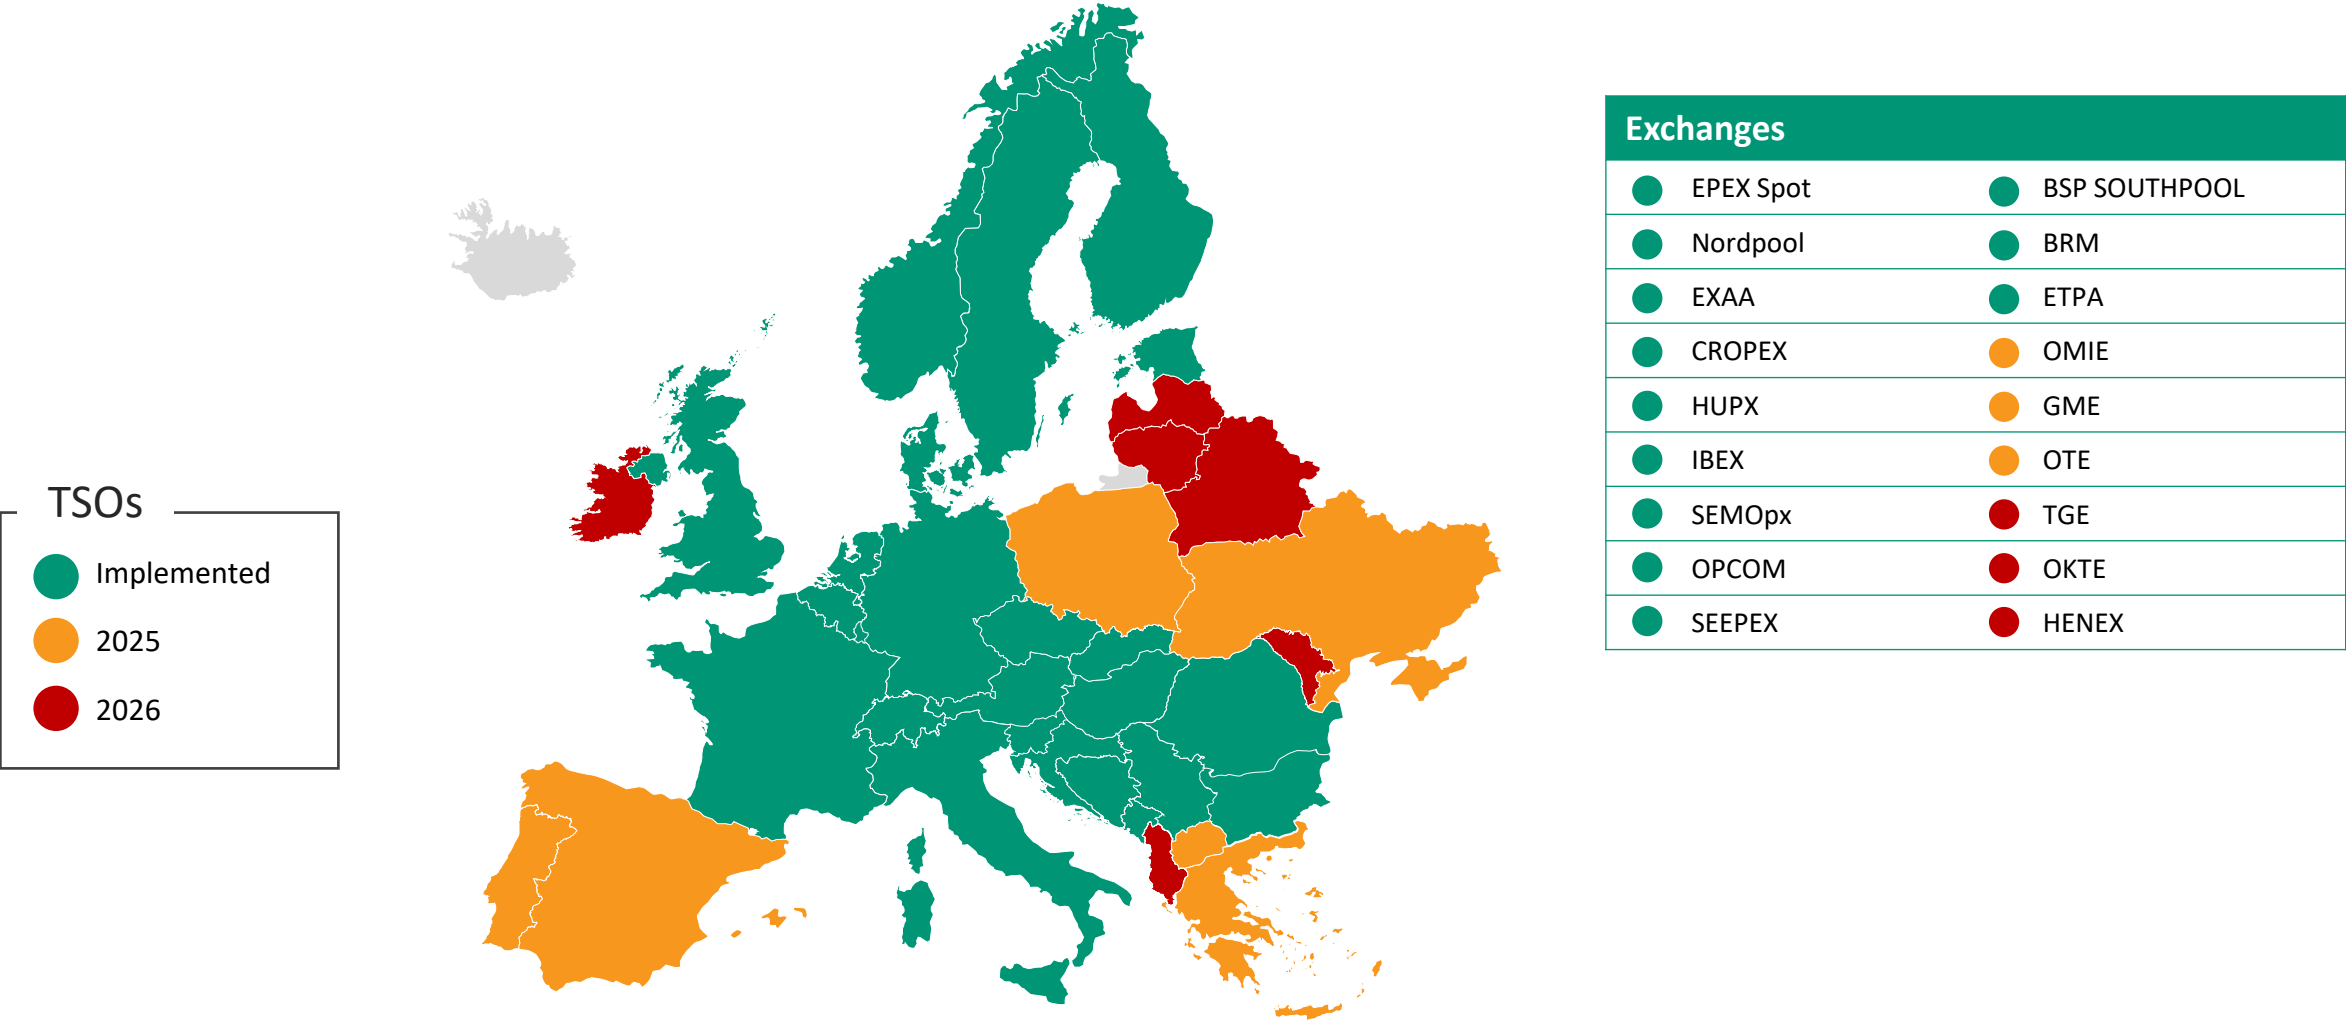 TSOs
Implemented
2025
2026
Exchanges
EPEX Spot BSP SOUTHPOOL
Nordpool BRM
EXAA ETPA
CROPEX OMIE
HUPX GME
IBEX OTE
SEMOpx TGE
OPCOM OKTE
SEEPEX HENEX